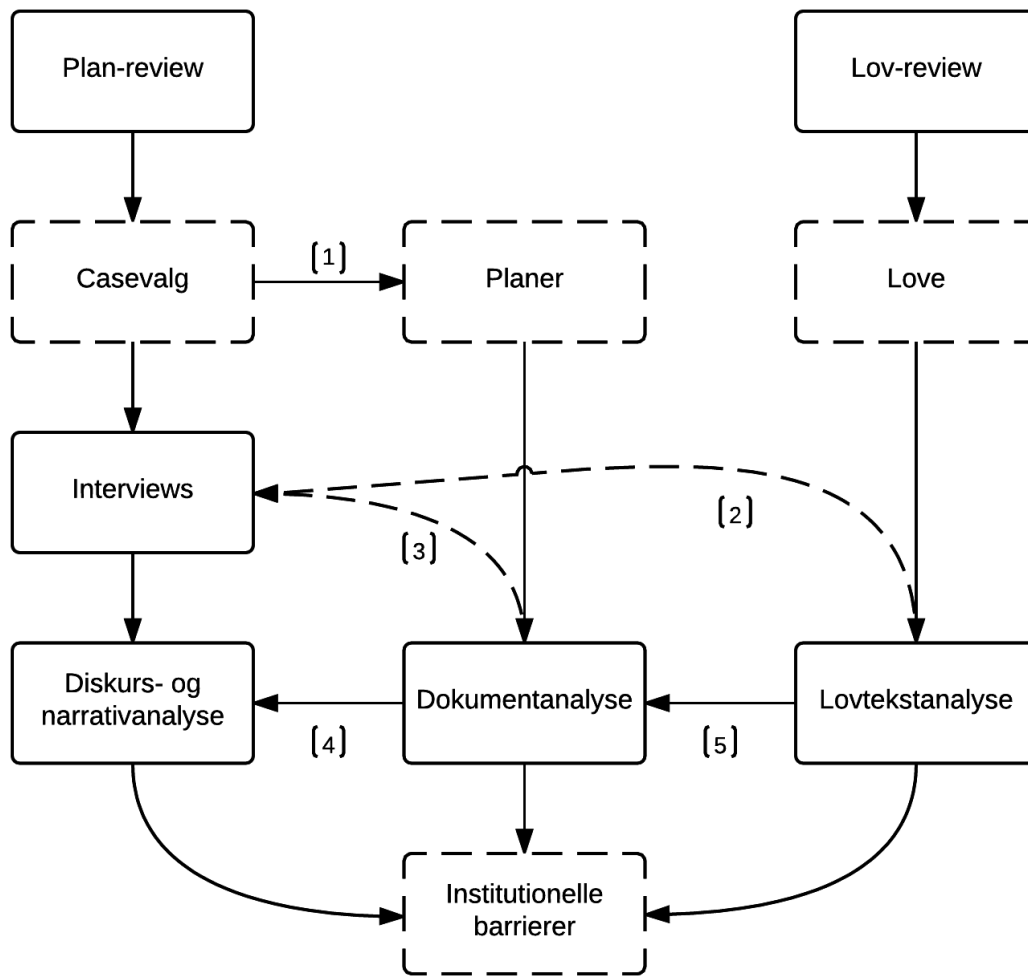 Plan-review
Lov-review
Casevalg
[1]
Planer
Love
Interviews
[2]
[3]
Diskurs- og
narrativanalyse
[4]
Dokumentanalyse
[5]
Lovtekstanalyse
Institutionelle
barrierer